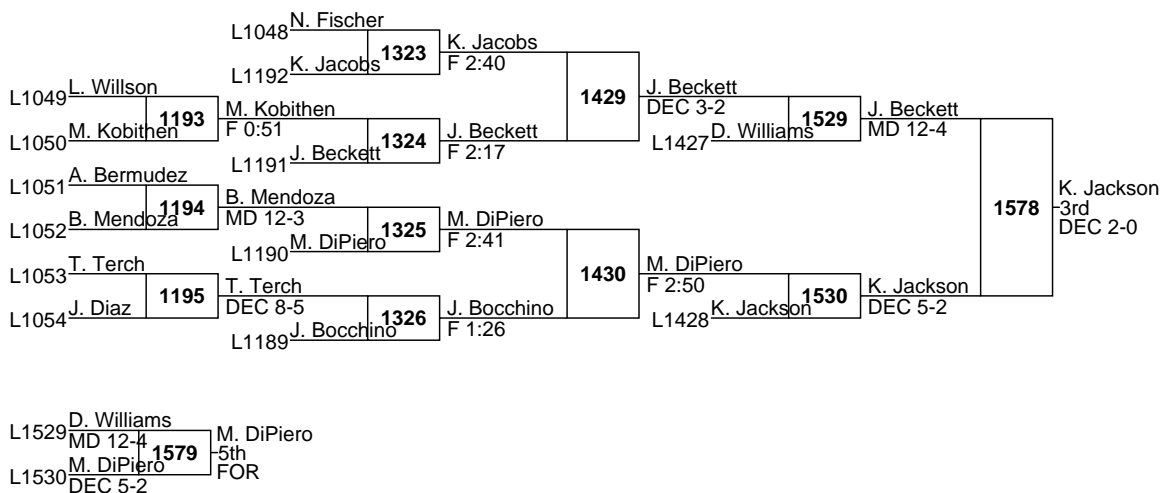 L1048 N. Fischer
1323
K. Jacobs
F 2:40
L1192 K. Jacobs
L1049 L. Willson
1193
M. Kobithen
F 0:51
L1050 M. Kobithen
1324
J. Beckett
F 2:17
L1191 J. Beckett
1429
J. Beckett
DEC 3-2
L1427 D. Williams
1529
J. Beckett
MD 12-4
L1051 A. Bermudez
1194
B. Mendoza
MD 12-3
L1052 B. Mendoza
1325
M. DiPiero
F 2:41
L1190 M. DiPiero
L1053 T. Terch
1195
T. Terch
DEC 8-5
L1054 J. Diaz
1326
J. Bocchino
F 1:26
L1189 J. Bocchino
1430
M. DiPiero
F 2:50
L1428 K. Jackson
1530
K. Jackson
DEC 5-2
1578
K. Jackson
3rd
DEC 2-0
L1529 D. Williams
MD 12-4
1579
M. DiPiero
5th
FOR
L1530 M. DiPiero
DEC 5-2